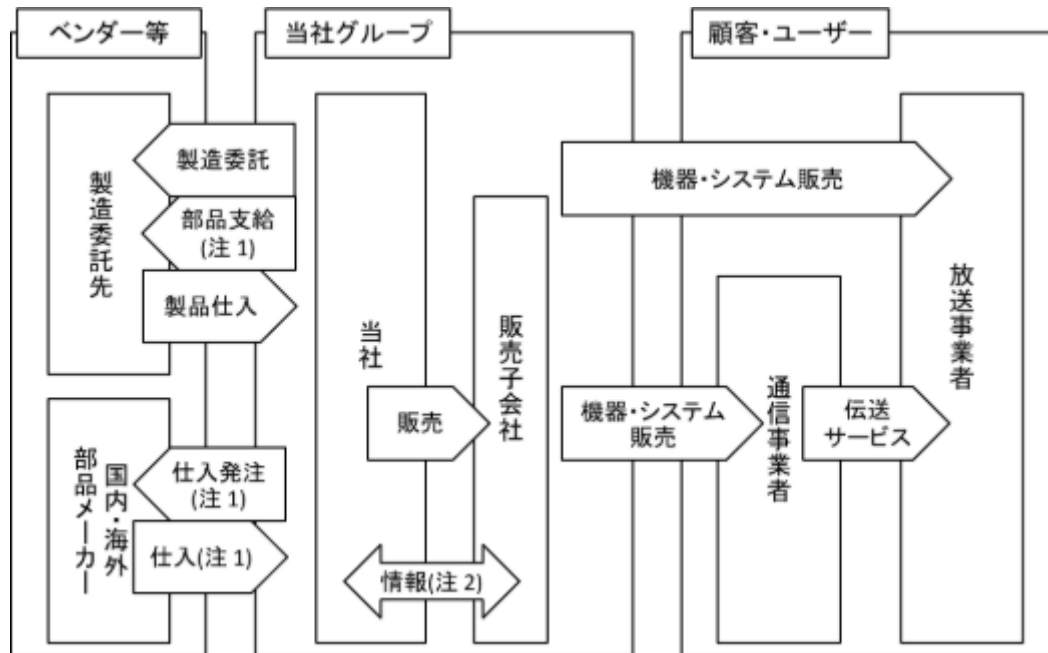 ベンダー等
当社グループ
顧客・ユーザー
製造委託先
製造委託
部品支給
(注 1)
製品仕入
国内・海外
部品メーカー
仕入発注
(注 1)
仕入(注 1)
当社
販売
情報(注 2)
販売子会社
機器・システム販売
機器・システム
販売
通信事業者
伝送
サービス
放送事業者